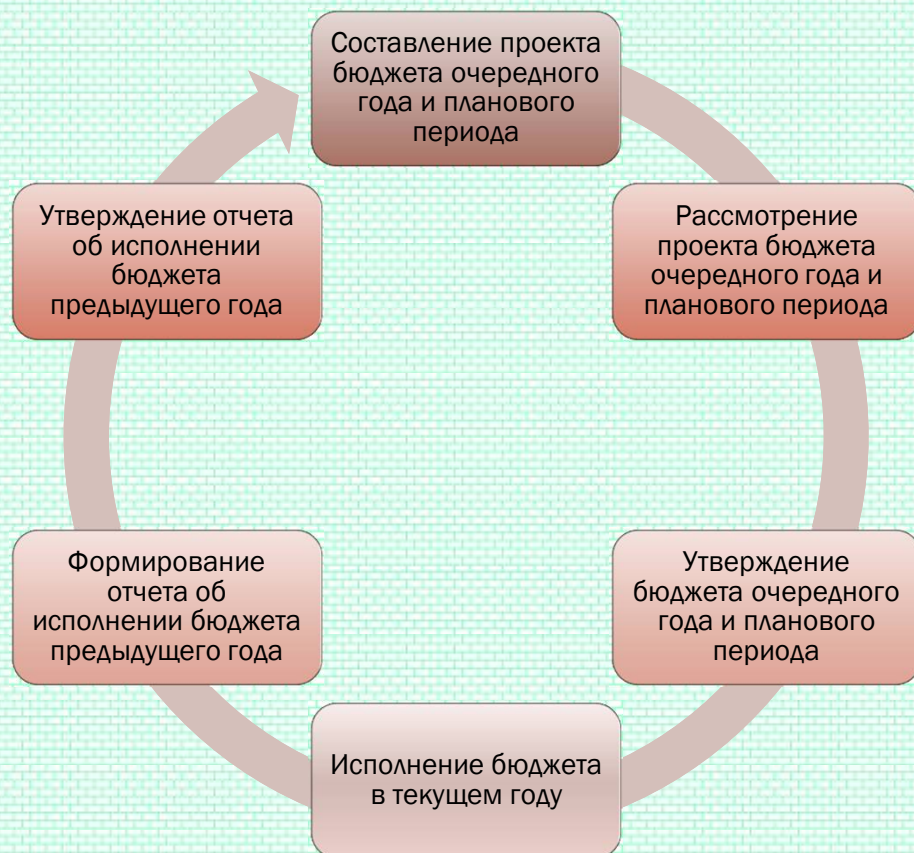 Составление проекта
бюджета очередного
года и планового
периода
Рассмотрение
проекта бюджета
очередного года и
планового периода
Утверждение
бюджета очередного
года и планового
периода
Исполнение бюджета
в текущем году
Формирование
отчета об
исполнении бюджета
предыдущего года
Утверждение отчета
об исполнении
бюджета
предыдущего года